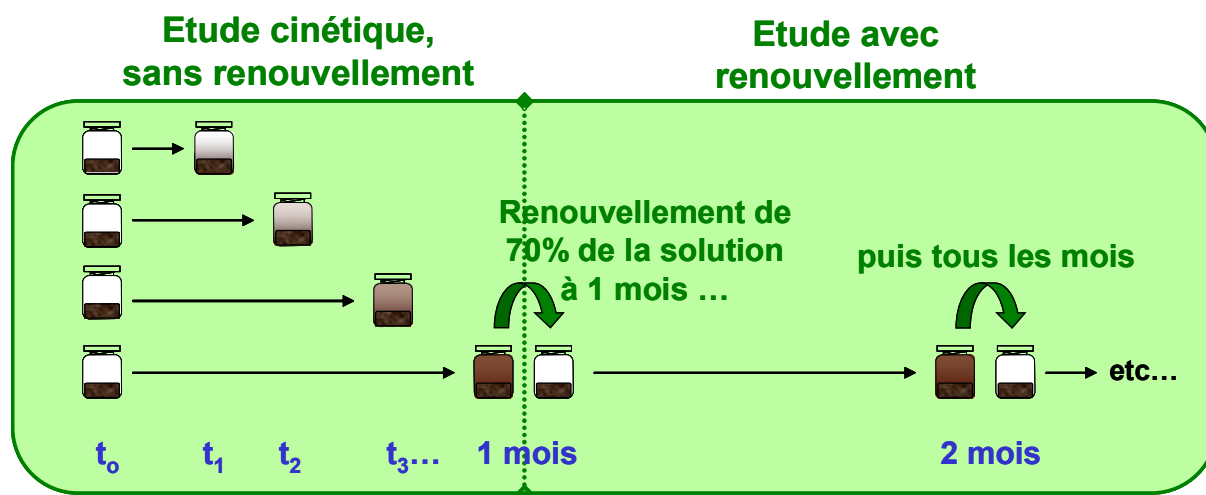 Etude cinétique,
sans renouvellement
Etude avec
renouvellement
Renouvellement de
70% de la solution
à 1 mois …
puis tous les mois
etc…
to
t1
t2
t3…
1 mois
2 mois